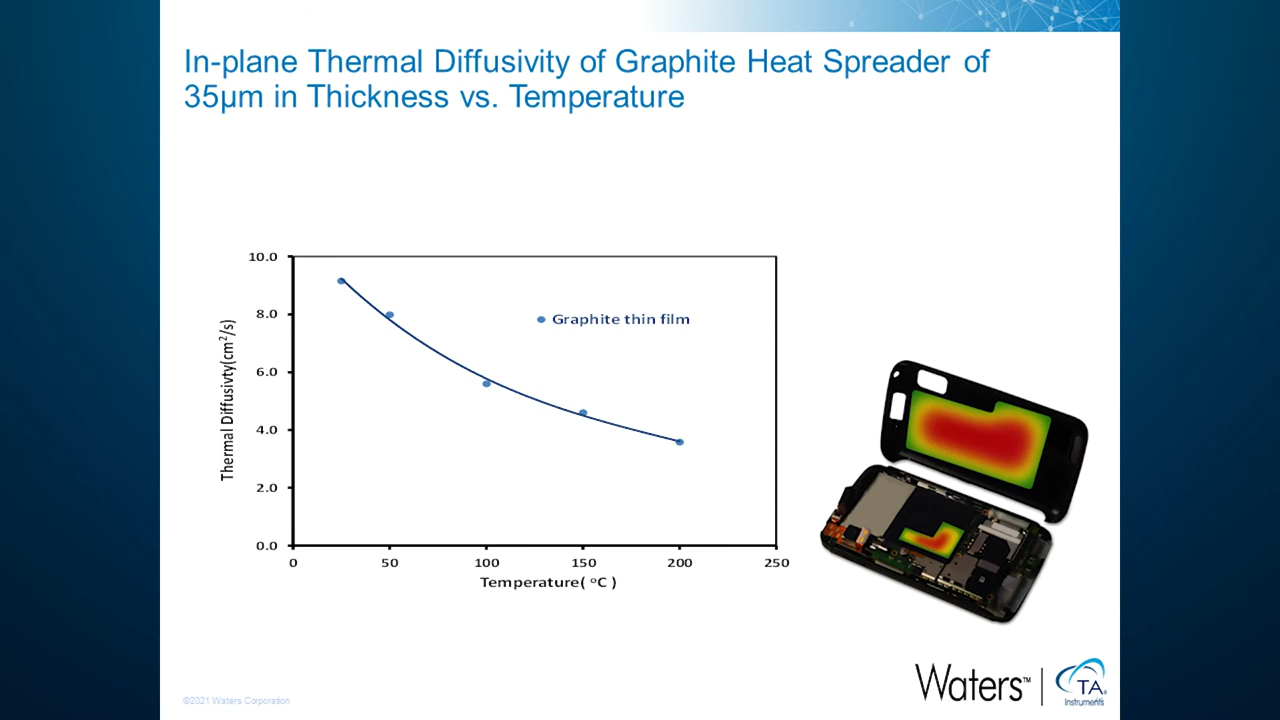 In-plane Thermal Diffusivity of Graphite Heat Spreader of
35µm in Thickness vs. Temperature
10.0
8.0
6.0
4.0
2.0
0.0
Thermal Diffusivty(cm²/s)
Graphite thin film
0 50 100 150 200 250
Temperature( ᵒC )
©2021 Waters Corporation
Waters™
TA
Instruments